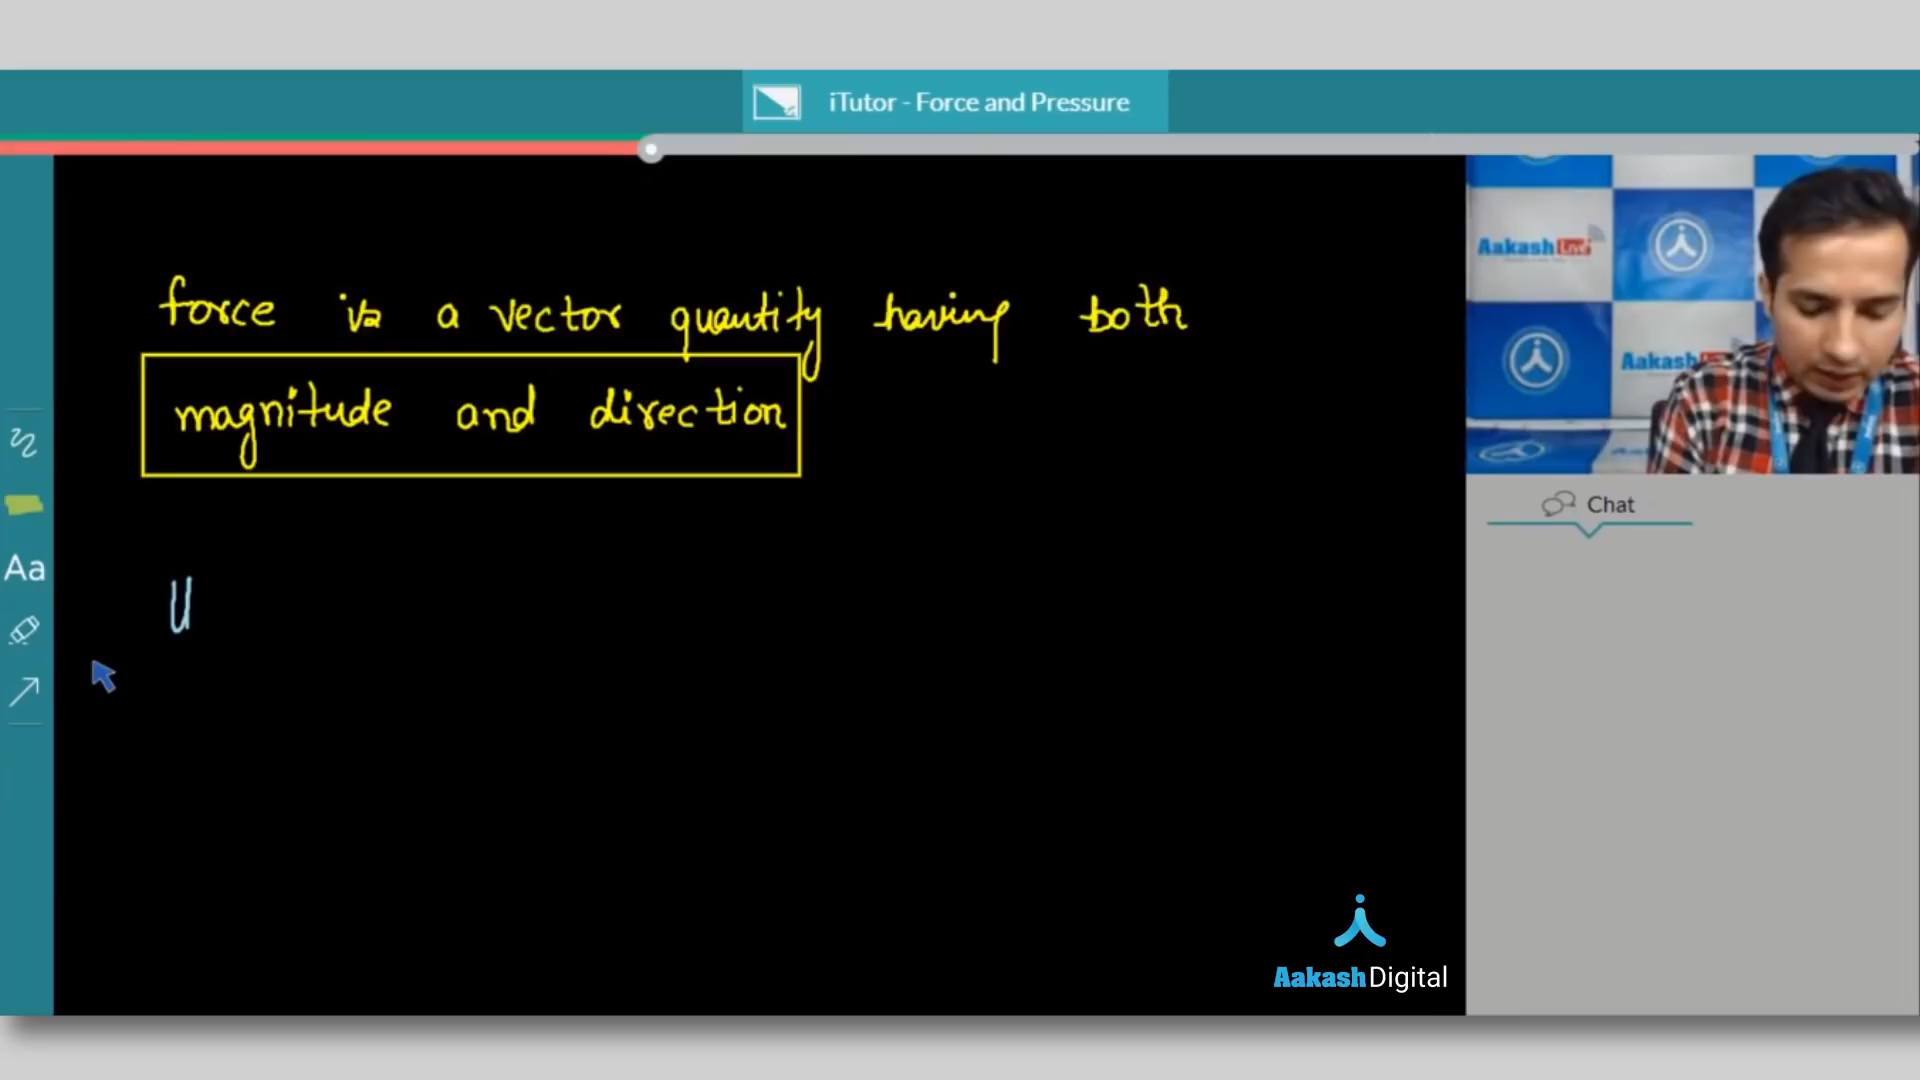 iTutor - Force and Pressure
force is a vector quantity having both
magnitude and direction
U
Aa
Aakash Live
Aakash
Chat
Aakash Digital